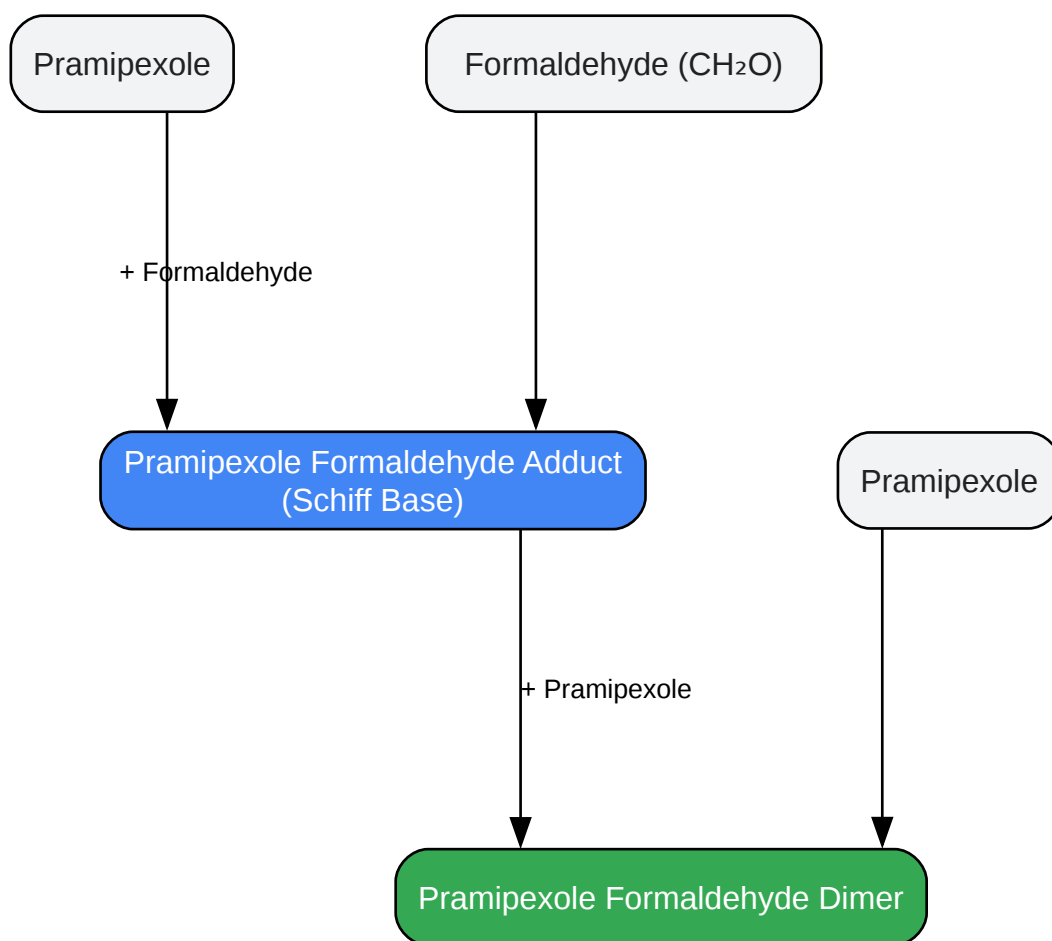 Pramipexole
Formaldehyde (CH₂O)
+ Formaldehyde
Pramipexole Formaldehyde Adduct
(Schiff Base)
Pramipexole
+ Pramipexole
Pramipexole Formaldehyde Dimer